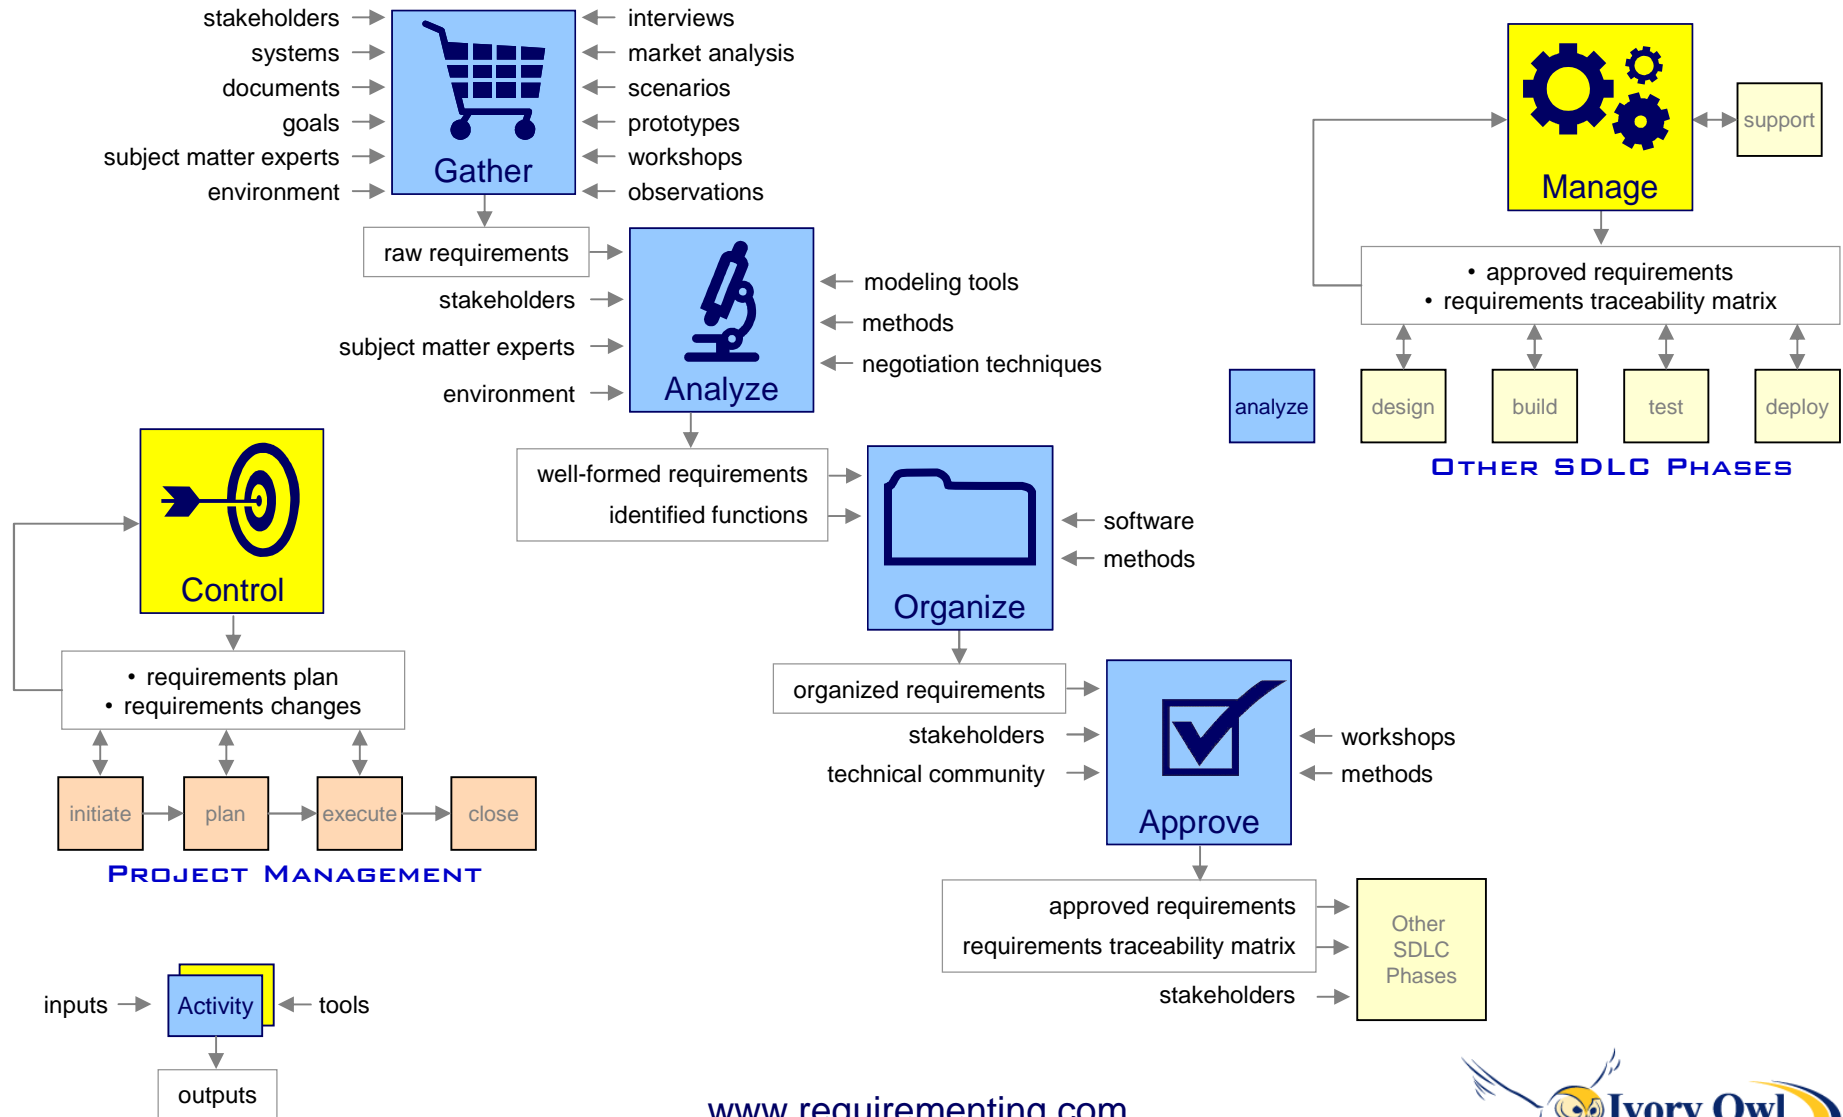 stakeholders
systems
documents
goals
subject matter experts
environment
interviews
market analysis
scenarios
prototypes
workshops
observations
Gather
raw requirements
stakeholders
subject matter experts
environment
modeling tools
methods
negotiation techniques
Analyze
well-formed requirements
identified functions
software
methods
Organize
organized requirements
stakeholders
technical community
workshops
methods
Approve
approved requirements
requirements traceability matrix
stakeholders
Other
SDLC
Phases
Manage
support
• approved requirements
• requirements traceability matrix
analyze
design
build
test
deploy
Other SDLC Phases
Control
• requirements plan
• requirements changes
initiate
plan
execute
close
Project Management
inputs
Activity
tools
outputs
www.requirementing.com
Ivory Owl